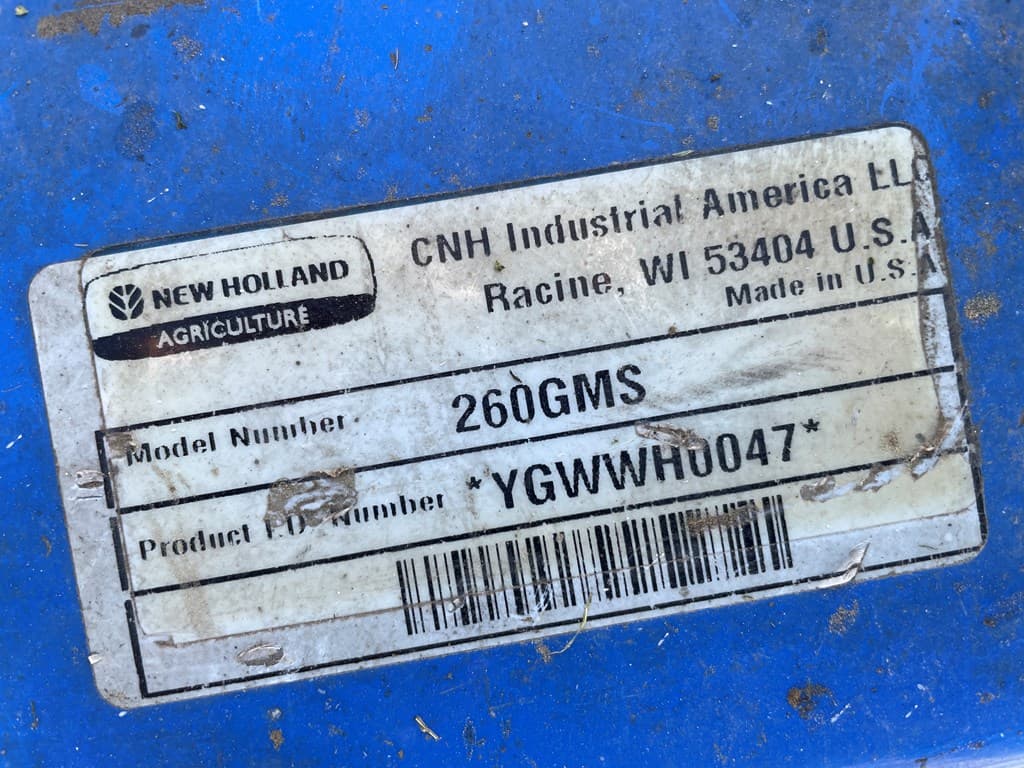 NEW HOLLAND
AGRICULTURE
CNH Industrial America LLC
Racine, WI 53404 U.S.A
Made in U.S.A
Model Number 260GMS
Product I.D. Number *YGWWH0047*